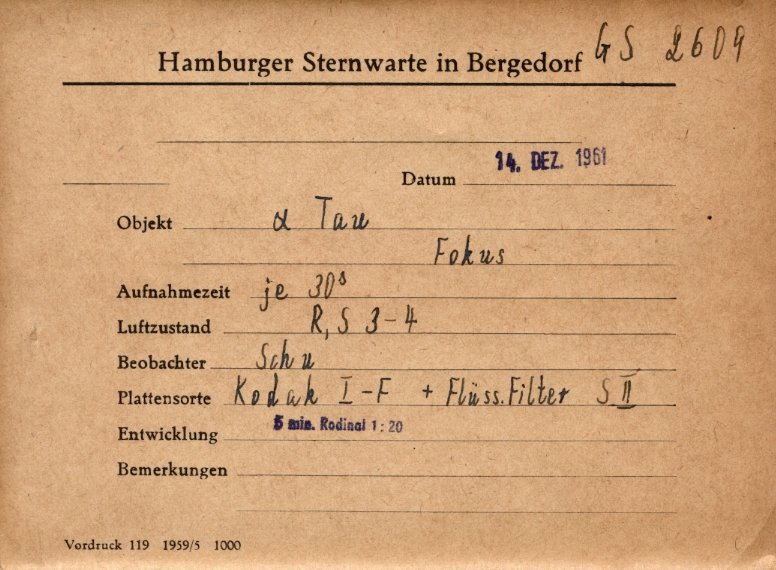 Hamburger Sternwarte in Bergedorf GS 2609
Datum 14. DEZ. 1961
Objekt α Tau
Fokus
Aufnahmezeit je 30s
Luftzustand R, S 3-4
Beobachter Schu
Plattensorte Kodak I-F + Flüss.Filter S II
Entwicklung 5 min. Rodinal 1:20
Bemerkungen
Vordruck 119 1959/5 1000